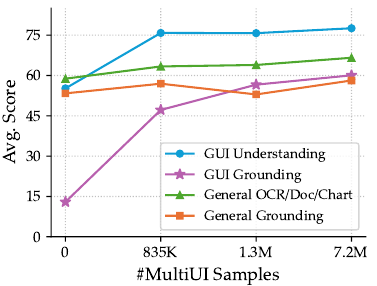 Avg. Score
75
60
45
30
15
0
GUI Understanding
GUI Grounding
General OCR/Doc/Chart
General Grounding
0 835K 1.3M 7.2M
#MultiUI Samples